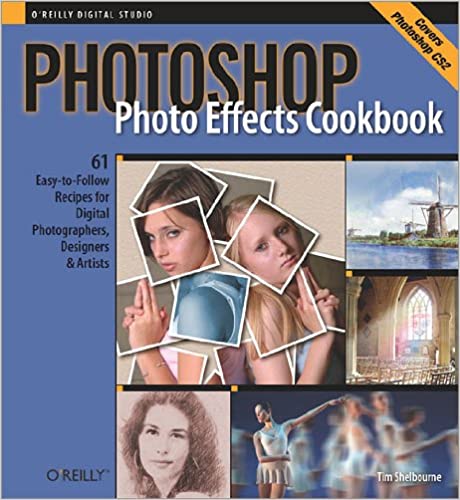 O'REILLY DIGITAL STUDIO
Covers
Photoshop CS2
PHOTOSHOP
Photo Effects Cookbook
61
Easy-to-Follow
Recipes for
Digital
Photographers,
Designers
& Artists
O'REILLY®
Tim Shelbourne